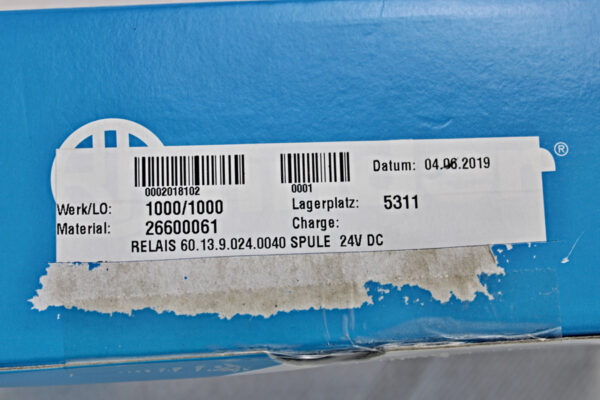 Datum: 04.06.2019
0002018102
0001
Werk/LO: 1000/1000
Lagerplatz: 5311
Material: 26600061
Charge:
RELAIS 60.13.9.024.0040 SPULE 24V DC
®